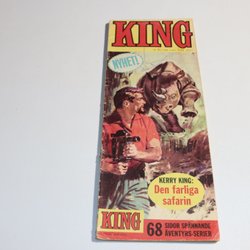 KING
NYHET!
KERRY KING:
Den farliga
safarin
KING
68 SIDOR SPÄNNANDE
ÄVENTYRS-SERIER